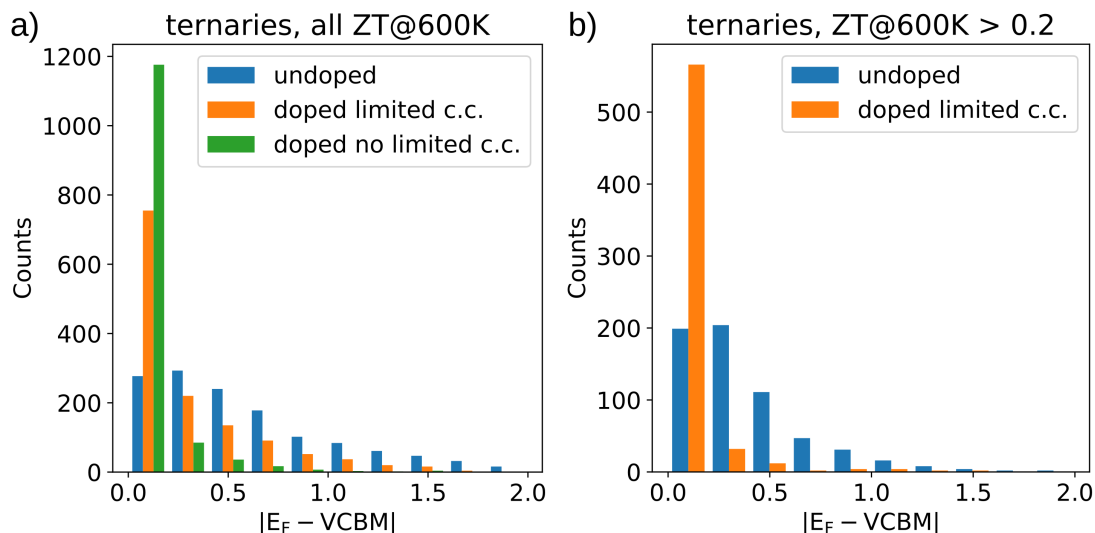 a)
ternaries, all ZT@600K
1200
1000
800
600
400
200
0
Counts
undoped
doped limited c.c.
doped no limited c.c.
0.0 0.5 1.0 1.5 2.0
|E_F − VCBM|
b)
ternaries, ZT@600K > 0.2
500
400
300
200
100
0
Counts
undoped
doped limited c.c.
0.0 0.5 1.0 1.5 2.0
|E_F − VCBM|